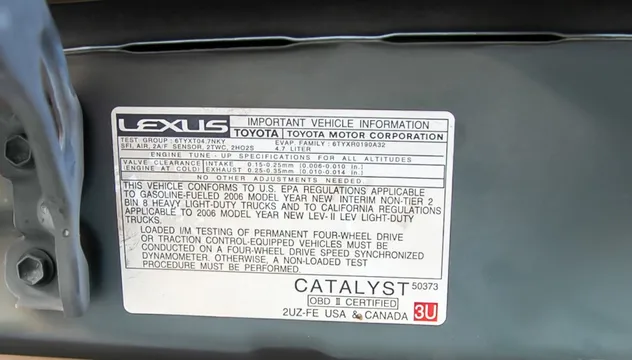 LEXUS IMPORTANT VEHICLE INFORMATION
TOYOTA TOYOTA MOTOR CORPORATION
TEST GROUP : 6TYXT04.7NKY EVAP. FAMILY : 6TYXR0190A32
SFI, AIR, 2A/F SENSOR, 2TWC, 2HO2S 4.7 LITER
ENGINE TUNE - UP SPECIFICATIONS FOR ALL ALTITUDES
VALVE CLEARANCE INTAKE 0.15-0.25mm (0.006-0.010 in.)
(ENGINE AT COLD) EXHAUST 0.25-0.35mm (0.010-0.014 in.)
NO OTHER ADJUSTMENTS NEEDED.
THIS VEHICLE CONFORMS TO U.S. EPA REGULATIONS APPLICABLE
TO GASOLINE-FUELED 2006 MODEL YEAR NEW INTERIM NON-TIER 2
BIN 8 HEAVY LIGHT-DUTY TRUCKS AND TO CALIFORNIA REGULATIONS
APPLICABLE TO 2006 MODEL YEAR NEW LEV-II LEV LIGHT-DUTY
TRUCKS.
LOADED I/M TESTING OF PERMANENT FOUR-WHEEL DRIVE
OR TRACTION CONTROL-EQUIPPED VEHICLES MUST BE
CONDUCTED ON A FOUR-WHEEL DRIVE SPEED SYNCHRONIZED
DYNAMOMETER. OTHERWISE, A NON-LOADED TEST
PROCEDURE MUST BE PERFORMED.
CATALYST 50373
OBD II CERTIFIED
2UZ-FE USA & CANADA 3U